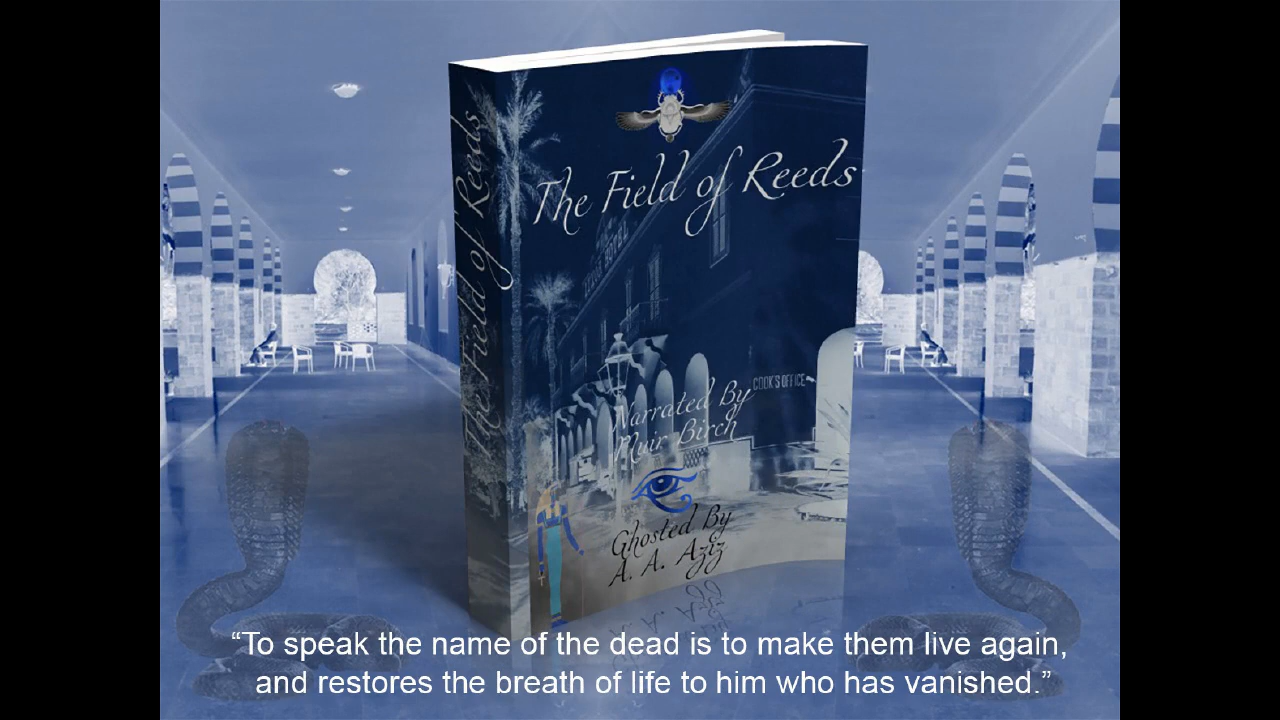 The Field of Reeds
The Field of Reeds
HOTEL
COOK'S OFFICE
Narrated By
Muir Birch
Ghosted By
A. A. Aziz
“To speak the name of the dead is to make them live again,
and restores the breath of life to him who has vanished.”